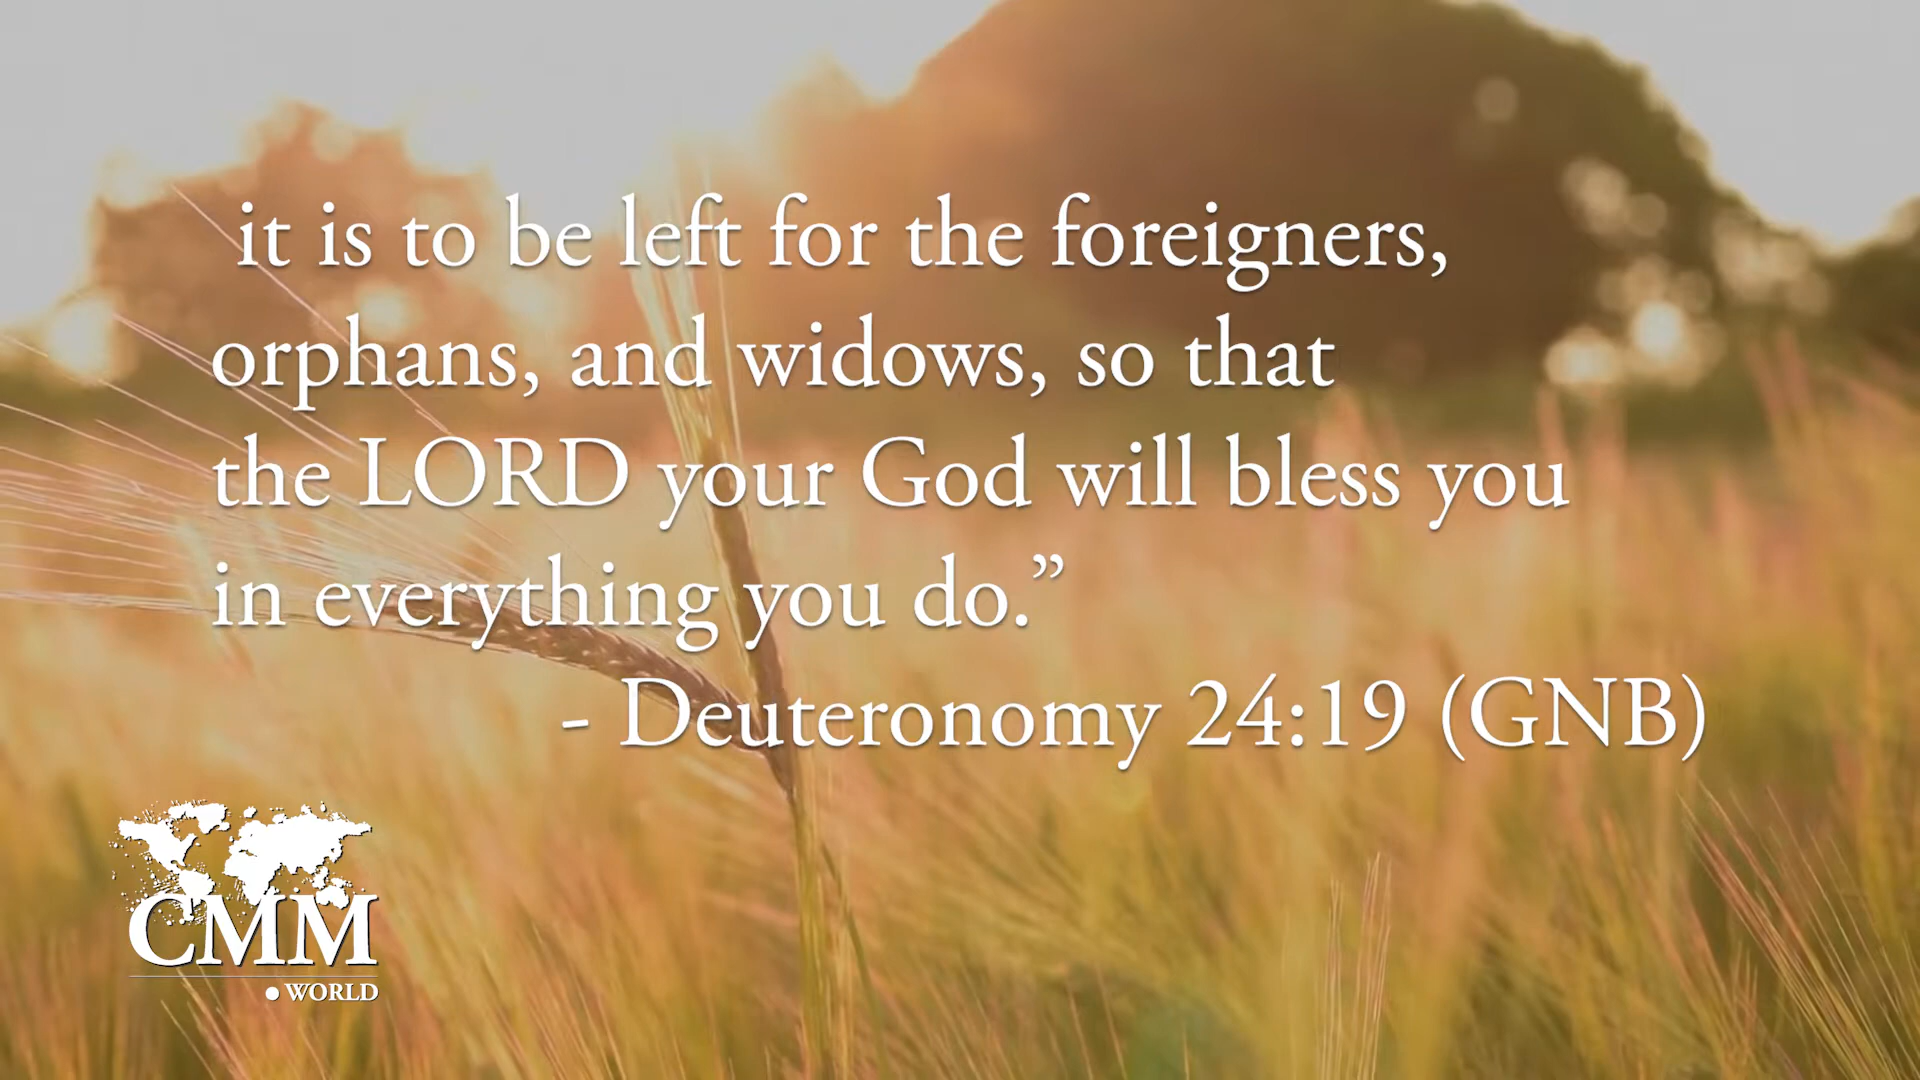 it is to be left for the foreigners,
orphans, and widows, so that
the LORD your God will bless you
in everything you do.”
- Deuteronomy 24:19 (GNB)
CMM
•WORLD